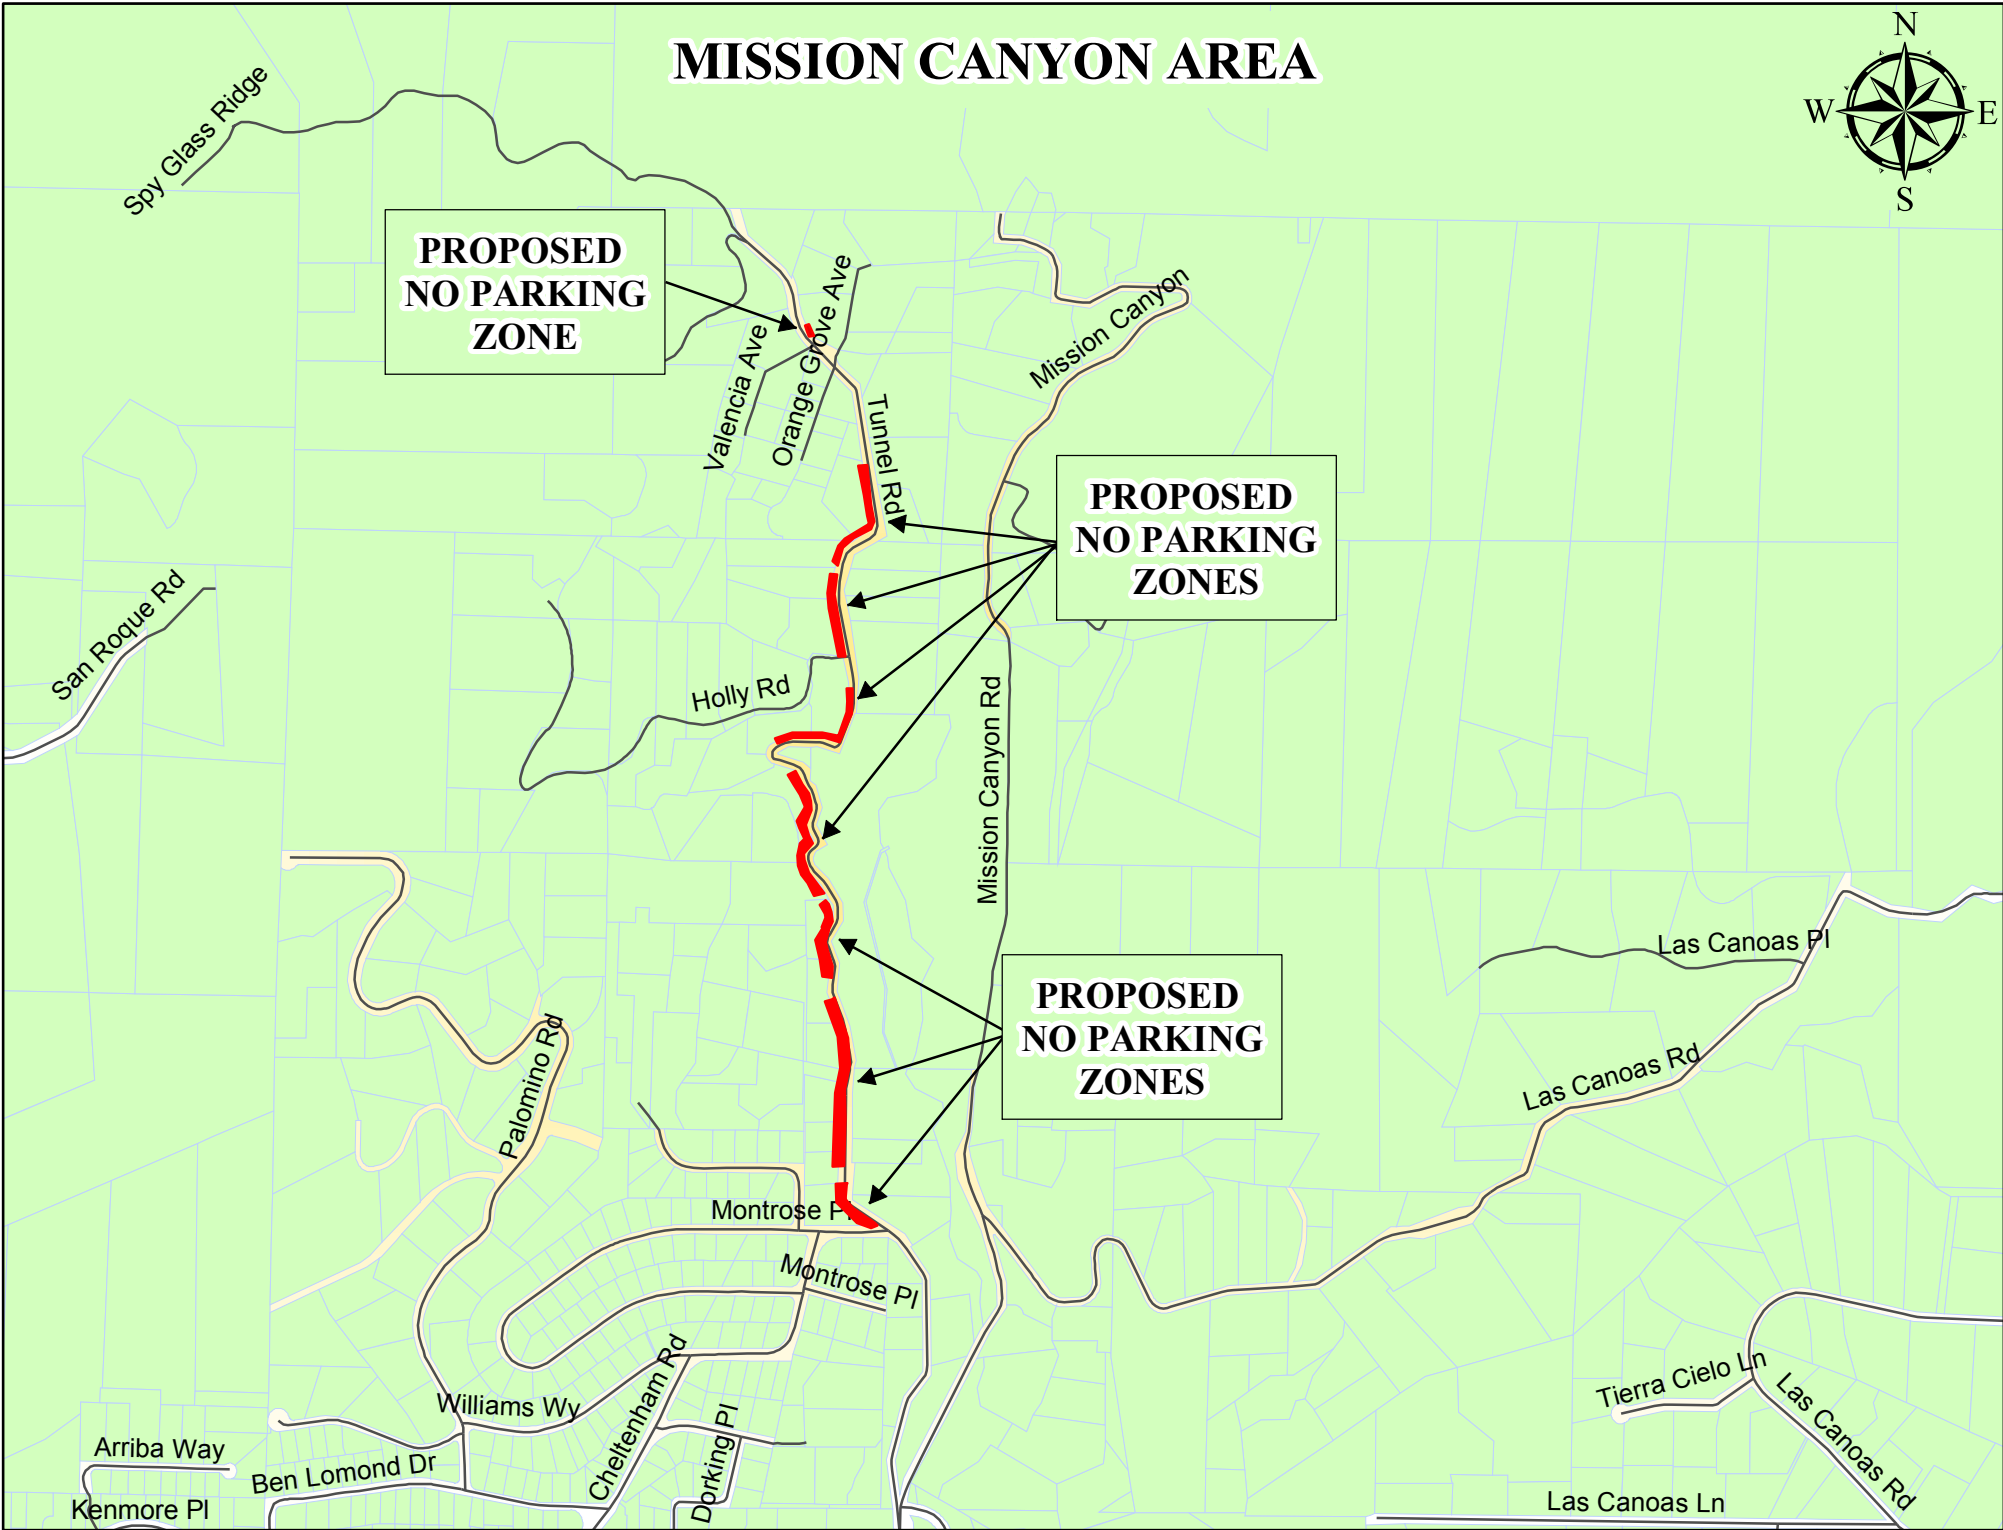 MISSION CANYON AREA
N
W
E
S
Spy Glass Ridge
PROPOSED
NO PARKING
ZONE
Valencia Ave
Orange Grove Ave
Mission Canyon
Tunnel Rd
PROPOSED
NO PARKING
ZONES
San Roque Rd
Holly Rd
Mission Canyon Rd
Las Canoas Pl
PROPOSED
NO PARKING
ZONES
Palomino Rd
Las Canoas Rd
Montrose Pl
Montrose Pl
Tierra Cielo Ln
Las Canoas Rd
Williams Wy
Cheltenham Rd
Dorking Pl
Arriba Way
Ben Lomond Dr
Kenmore Pl
Las Canoas Ln